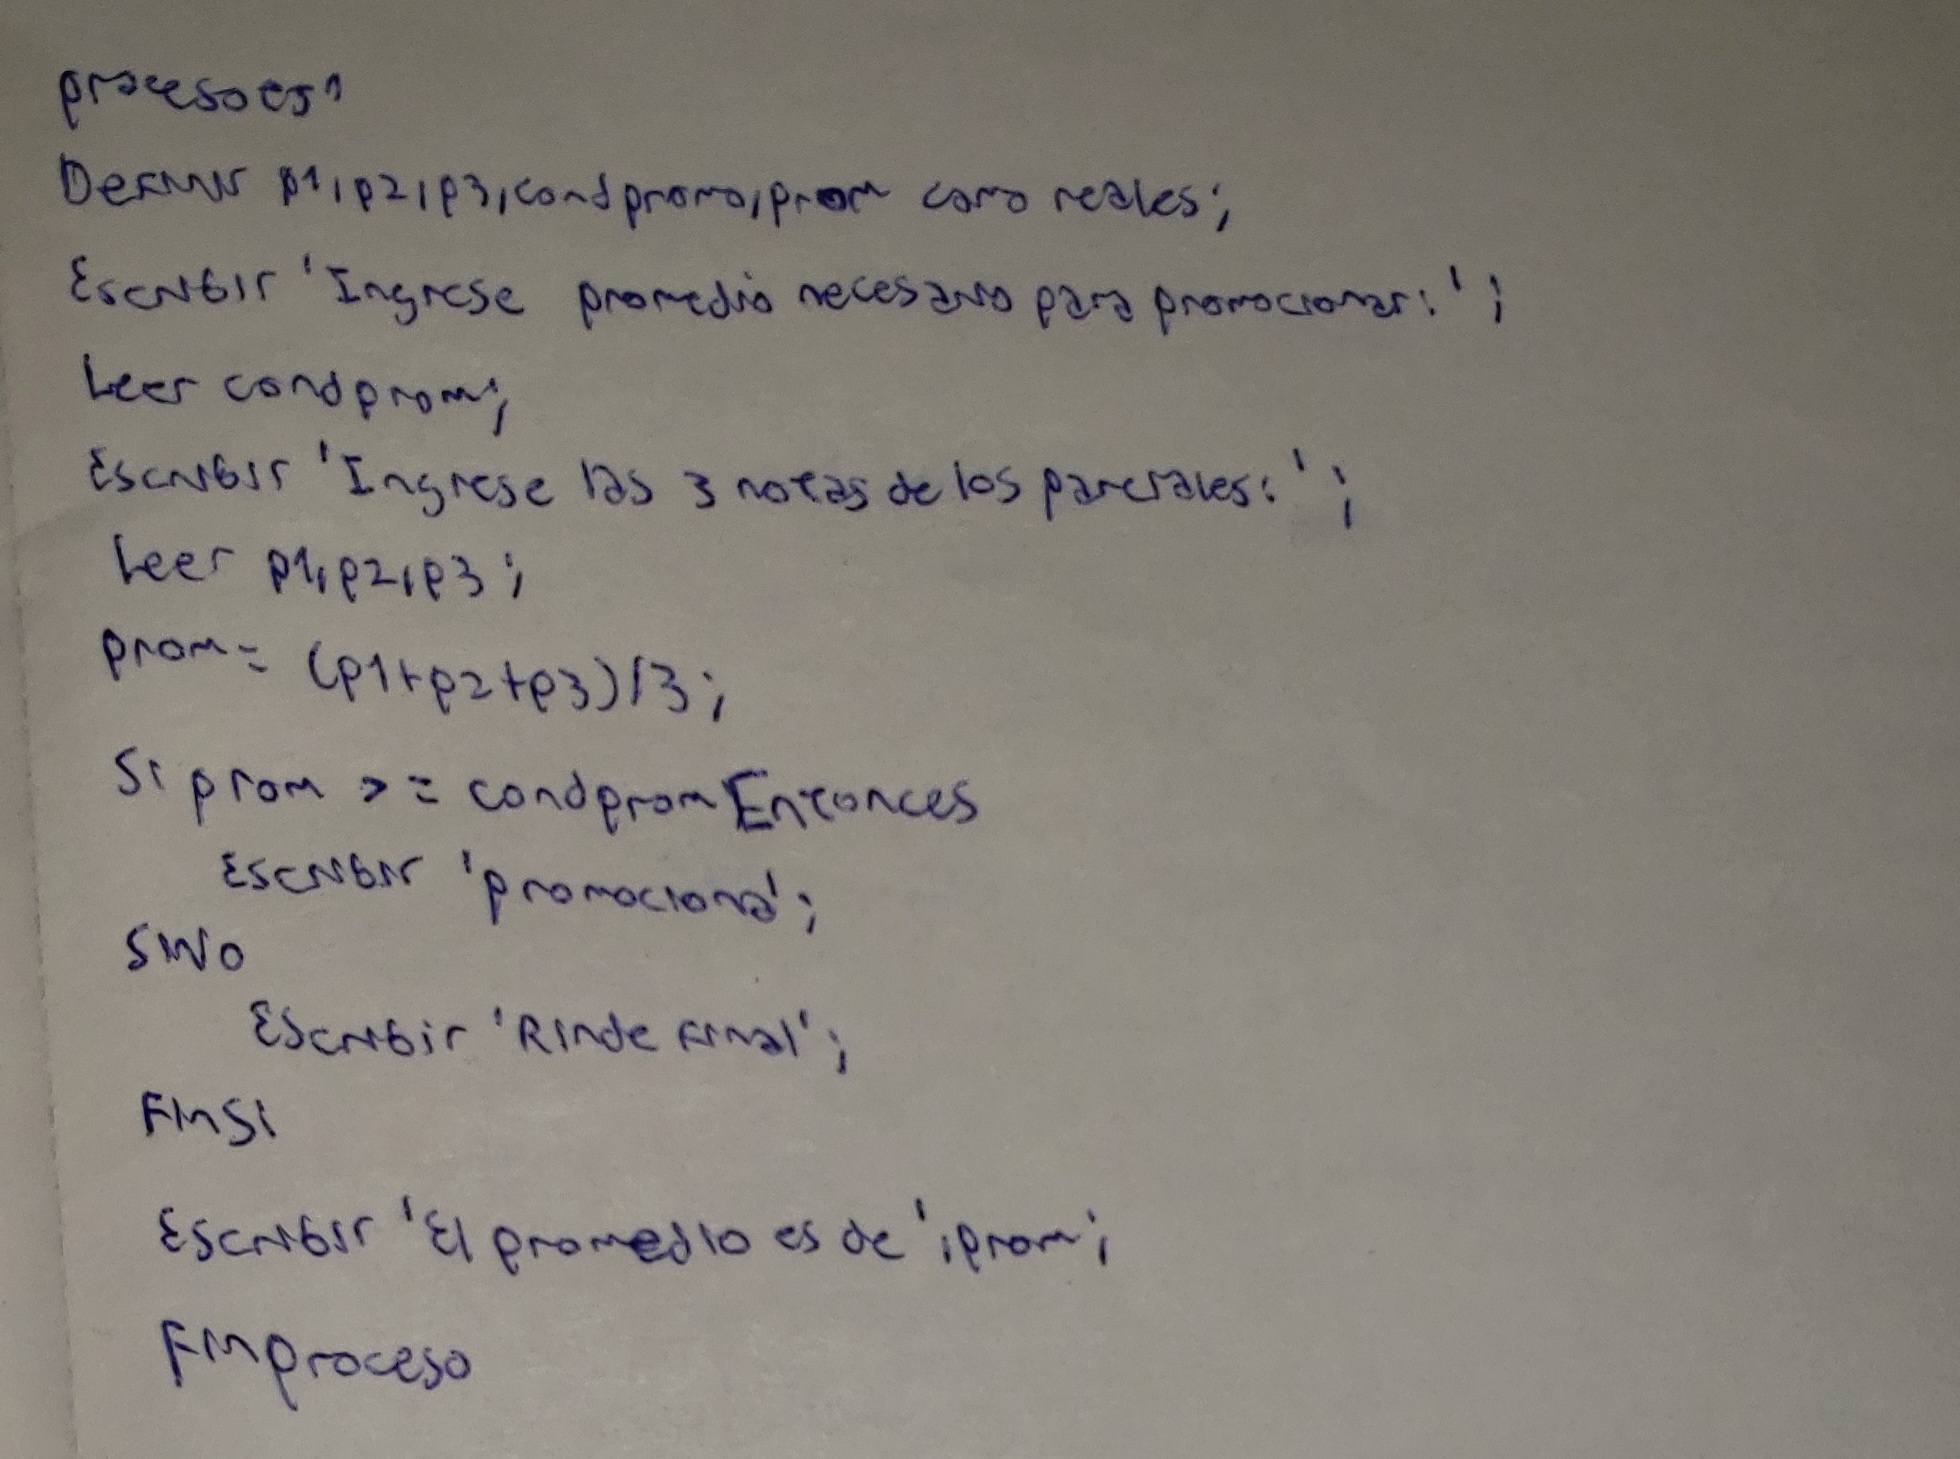 proceso ej1
Definir p1,p2,p3,condpromo,prom como reales;
Escribir 'Ingrese promedio necesario para promocionar:';
Leer condprom;
Escribir 'Ingrese las 3 notas de los parciales:';
Leer p1,p2,p3;
prom= (p1+p2+p3)/3;
Si prom >= condprom Entonces
Escribir 'promociona';
SiNo
Escribir 'Rinde final';
FinSi
Escribir 'El promedio es de',prom;
Finproceso